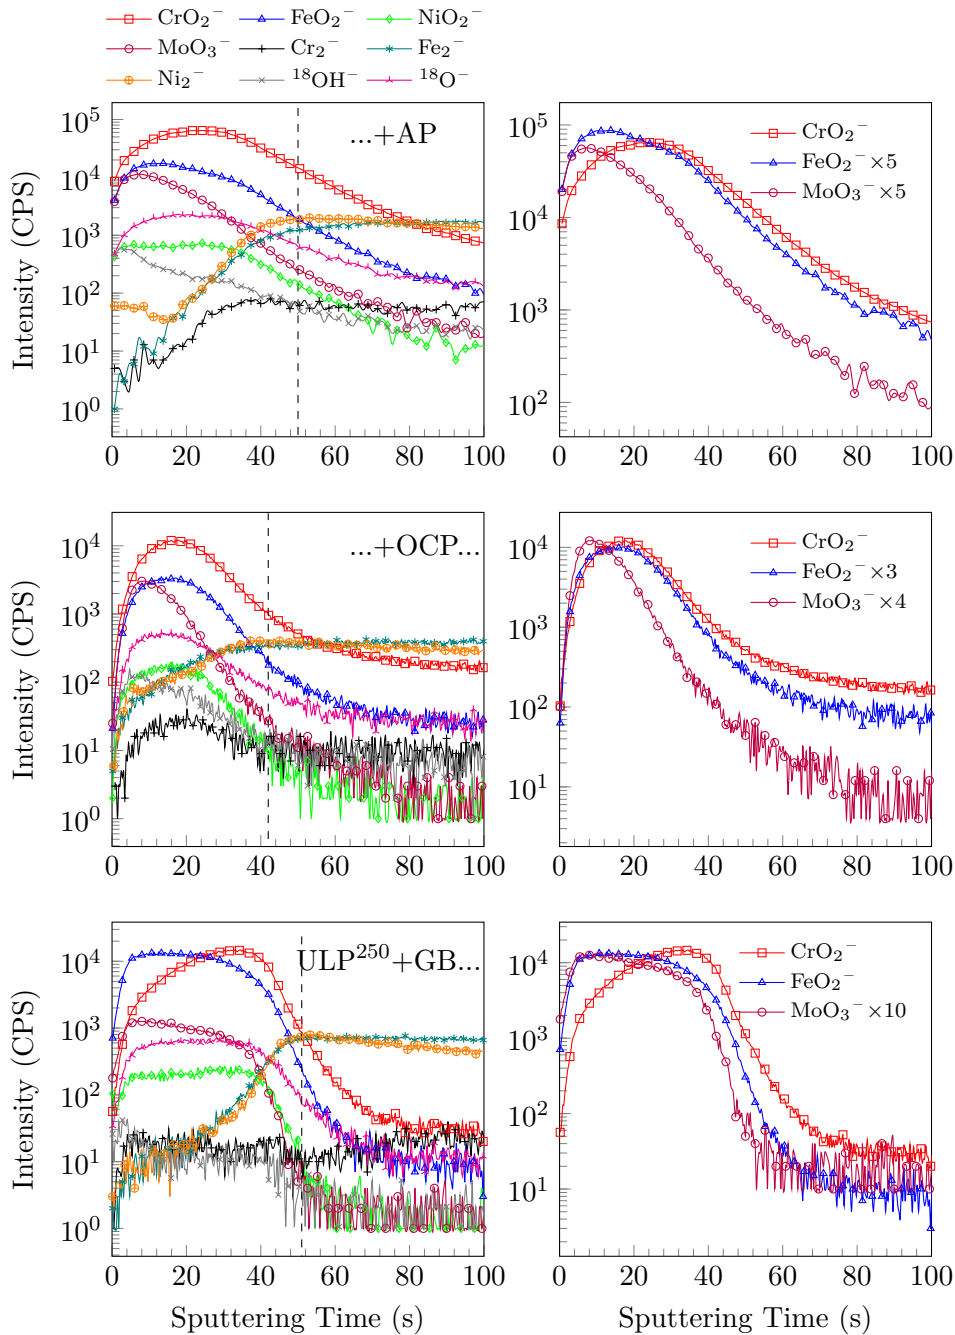 CrO₂⁻ FeO₂⁻ NiO₂⁻
MoO₃⁻ Cr₂⁻ Fe₂⁻
Ni₂⁻ ¹⁸OH⁻ ¹⁸O⁻
Intensity (CPS)
10⁵
10⁴
10³
10²
10¹
10⁰
...+AP
0 20 40 60 80 100
10⁵
10⁴
10³
10²
CrO₂⁻
FeO₂⁻×5
MoO₃⁻×5
0 20 40 60 80 100
Intensity (CPS)
10⁴
10³
10²
10¹
10⁰
...+OCP...
0 20 40 60 80 100
10⁴
10³
10²
10¹
CrO₂⁻
FeO₂⁻×3
MoO₃⁻×4
0 20 40 60 80 100
Intensity (CPS)
10⁴
10³
10²
10¹
10⁰
ULP²⁵⁰+GB...
0 20 40 60 80 100
Sputtering Time (s)
10⁴
10³
10²
10¹
CrO₂⁻
FeO₂⁻
MoO₃⁻×10
0 20 40 60 80 100
Sputtering Time (s)